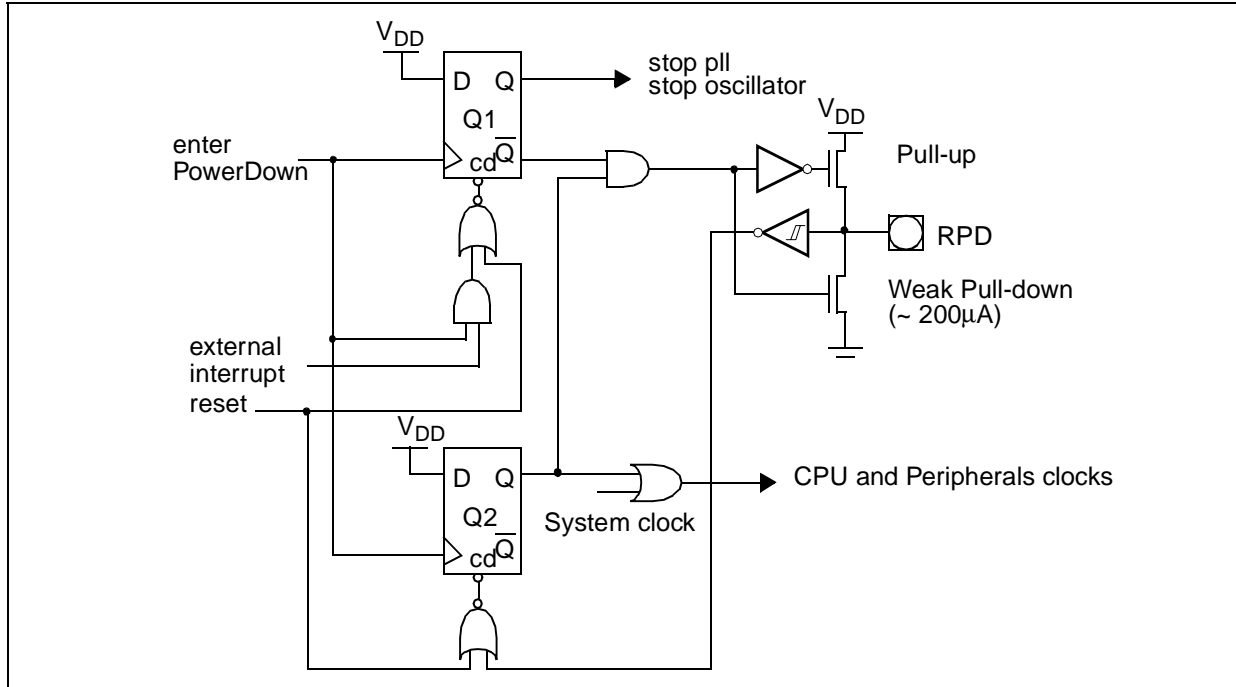 VDD
D Q
Q1
cd Q
stop pll
stop oscillator
enter
PowerDown
VDD
Pull-up
RPD
Weak Pull-down
(~ 200μA)
external
interrupt
reset
VDD
D Q
Q2
cd Q
System clock
CPU and Peripherals clocks